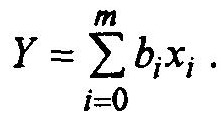 Y = \sum_{i=0}^{m} b_i x_i .